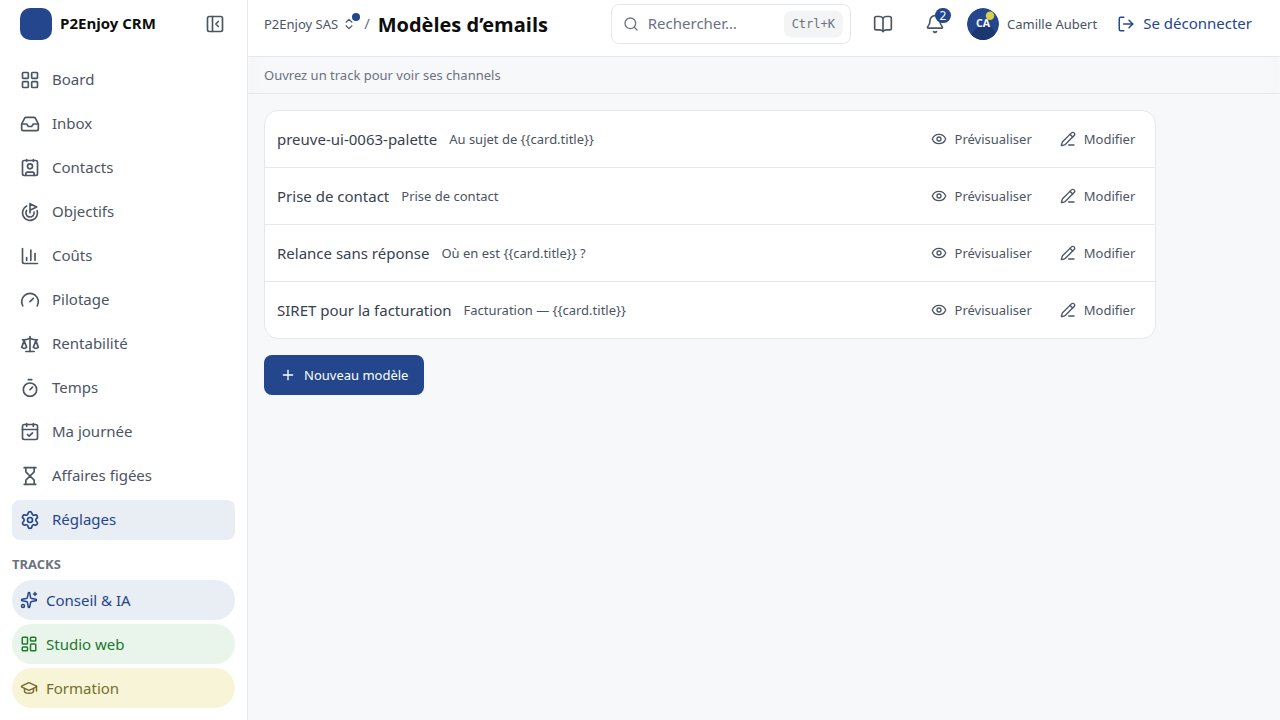 P2Enjoy CRM
Board
Inbox
Contacts
Objectifs
Coûts
Pilotage
Rentabilité
Temps
Ma journée
Affaires figées
Réglages
TRACKS
Conseil & IA
Studio web
Formation
P2Enjoy SAS / Modèles d’emails
Rechercher... Ctrl+K
2
CA
Camille Aubert
Se déconnecter
Ouvrez un track pour voir ses channels
preuve-ui-0063-palette Au sujet de {{card.title}} Prévisualiser Modifier
Prise de contact Prise de contact Prévisualiser Modifier
Relance sans réponse Où en est {{card.title}} ? Prévisualiser Modifier
SIRET pour la facturation Facturation — {{card.title}} Prévisualiser Modifier
Nouveau modèle